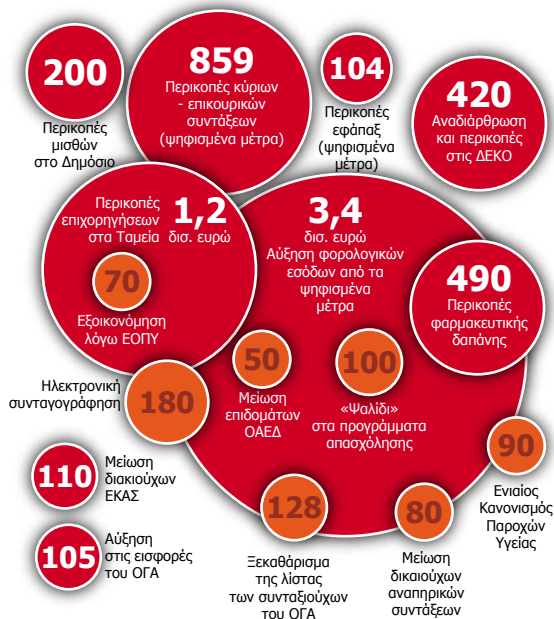 200
Περικοπές
μισθών
στο Δημόσιο
859
Περικοπές κύριων
- επικουρικών
συντάξεων
(ψηφισμένα μέτρα)
104
Περικοπές
εφάπαξ
(ψηφισμένα
μέτρα)
420
Αναδιάρθρωση
και περικοπές
στις ΔΕΚΟ
Περικοπές
επιχορηγήσεων
στα Ταμεία
1,2
δισ. ευρώ
70
Εξοικονόμηση
λόγω ΕΟΠΥ
3,4
δισ. ευρώ
Αύξηση φορολογικών
εσόδων από τα
ψηφισμένα
μέτρα
490
Περικοπές
φαρμακευτικής
δαπάνης
Ηλεκτρονική
συνταγογράφηση
180
50
Μείωση
επιδομάτων
ΟΑΕΔ
100
«Ψαλίδι»
στα προγράμματα
απασχόλησης
90
Ενιαίος
Κανονισμός
Παροχών
Υγείας
110
Μείωση
διακιούχων
ΕΚΑΣ
105
Αύξηση
στις εισφορές
του ΟΓΑ
128
Ξεκαθάρισμα
της λίστας
των συνταξιούχων
του ΟΓΑ
80
Μείωση
δικαιούχων
αναπηρικών
συντάξεων